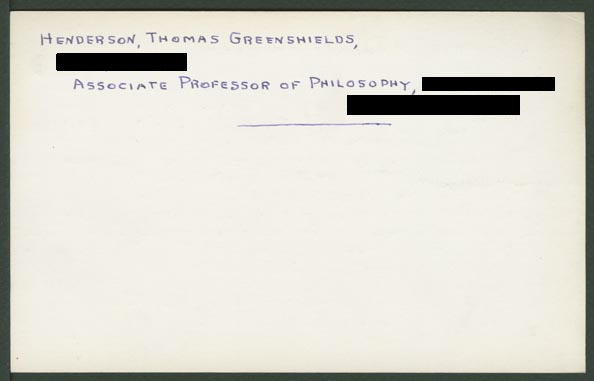 Henderson, Thomas Greenshields,
Associate Professor of Philosophy,